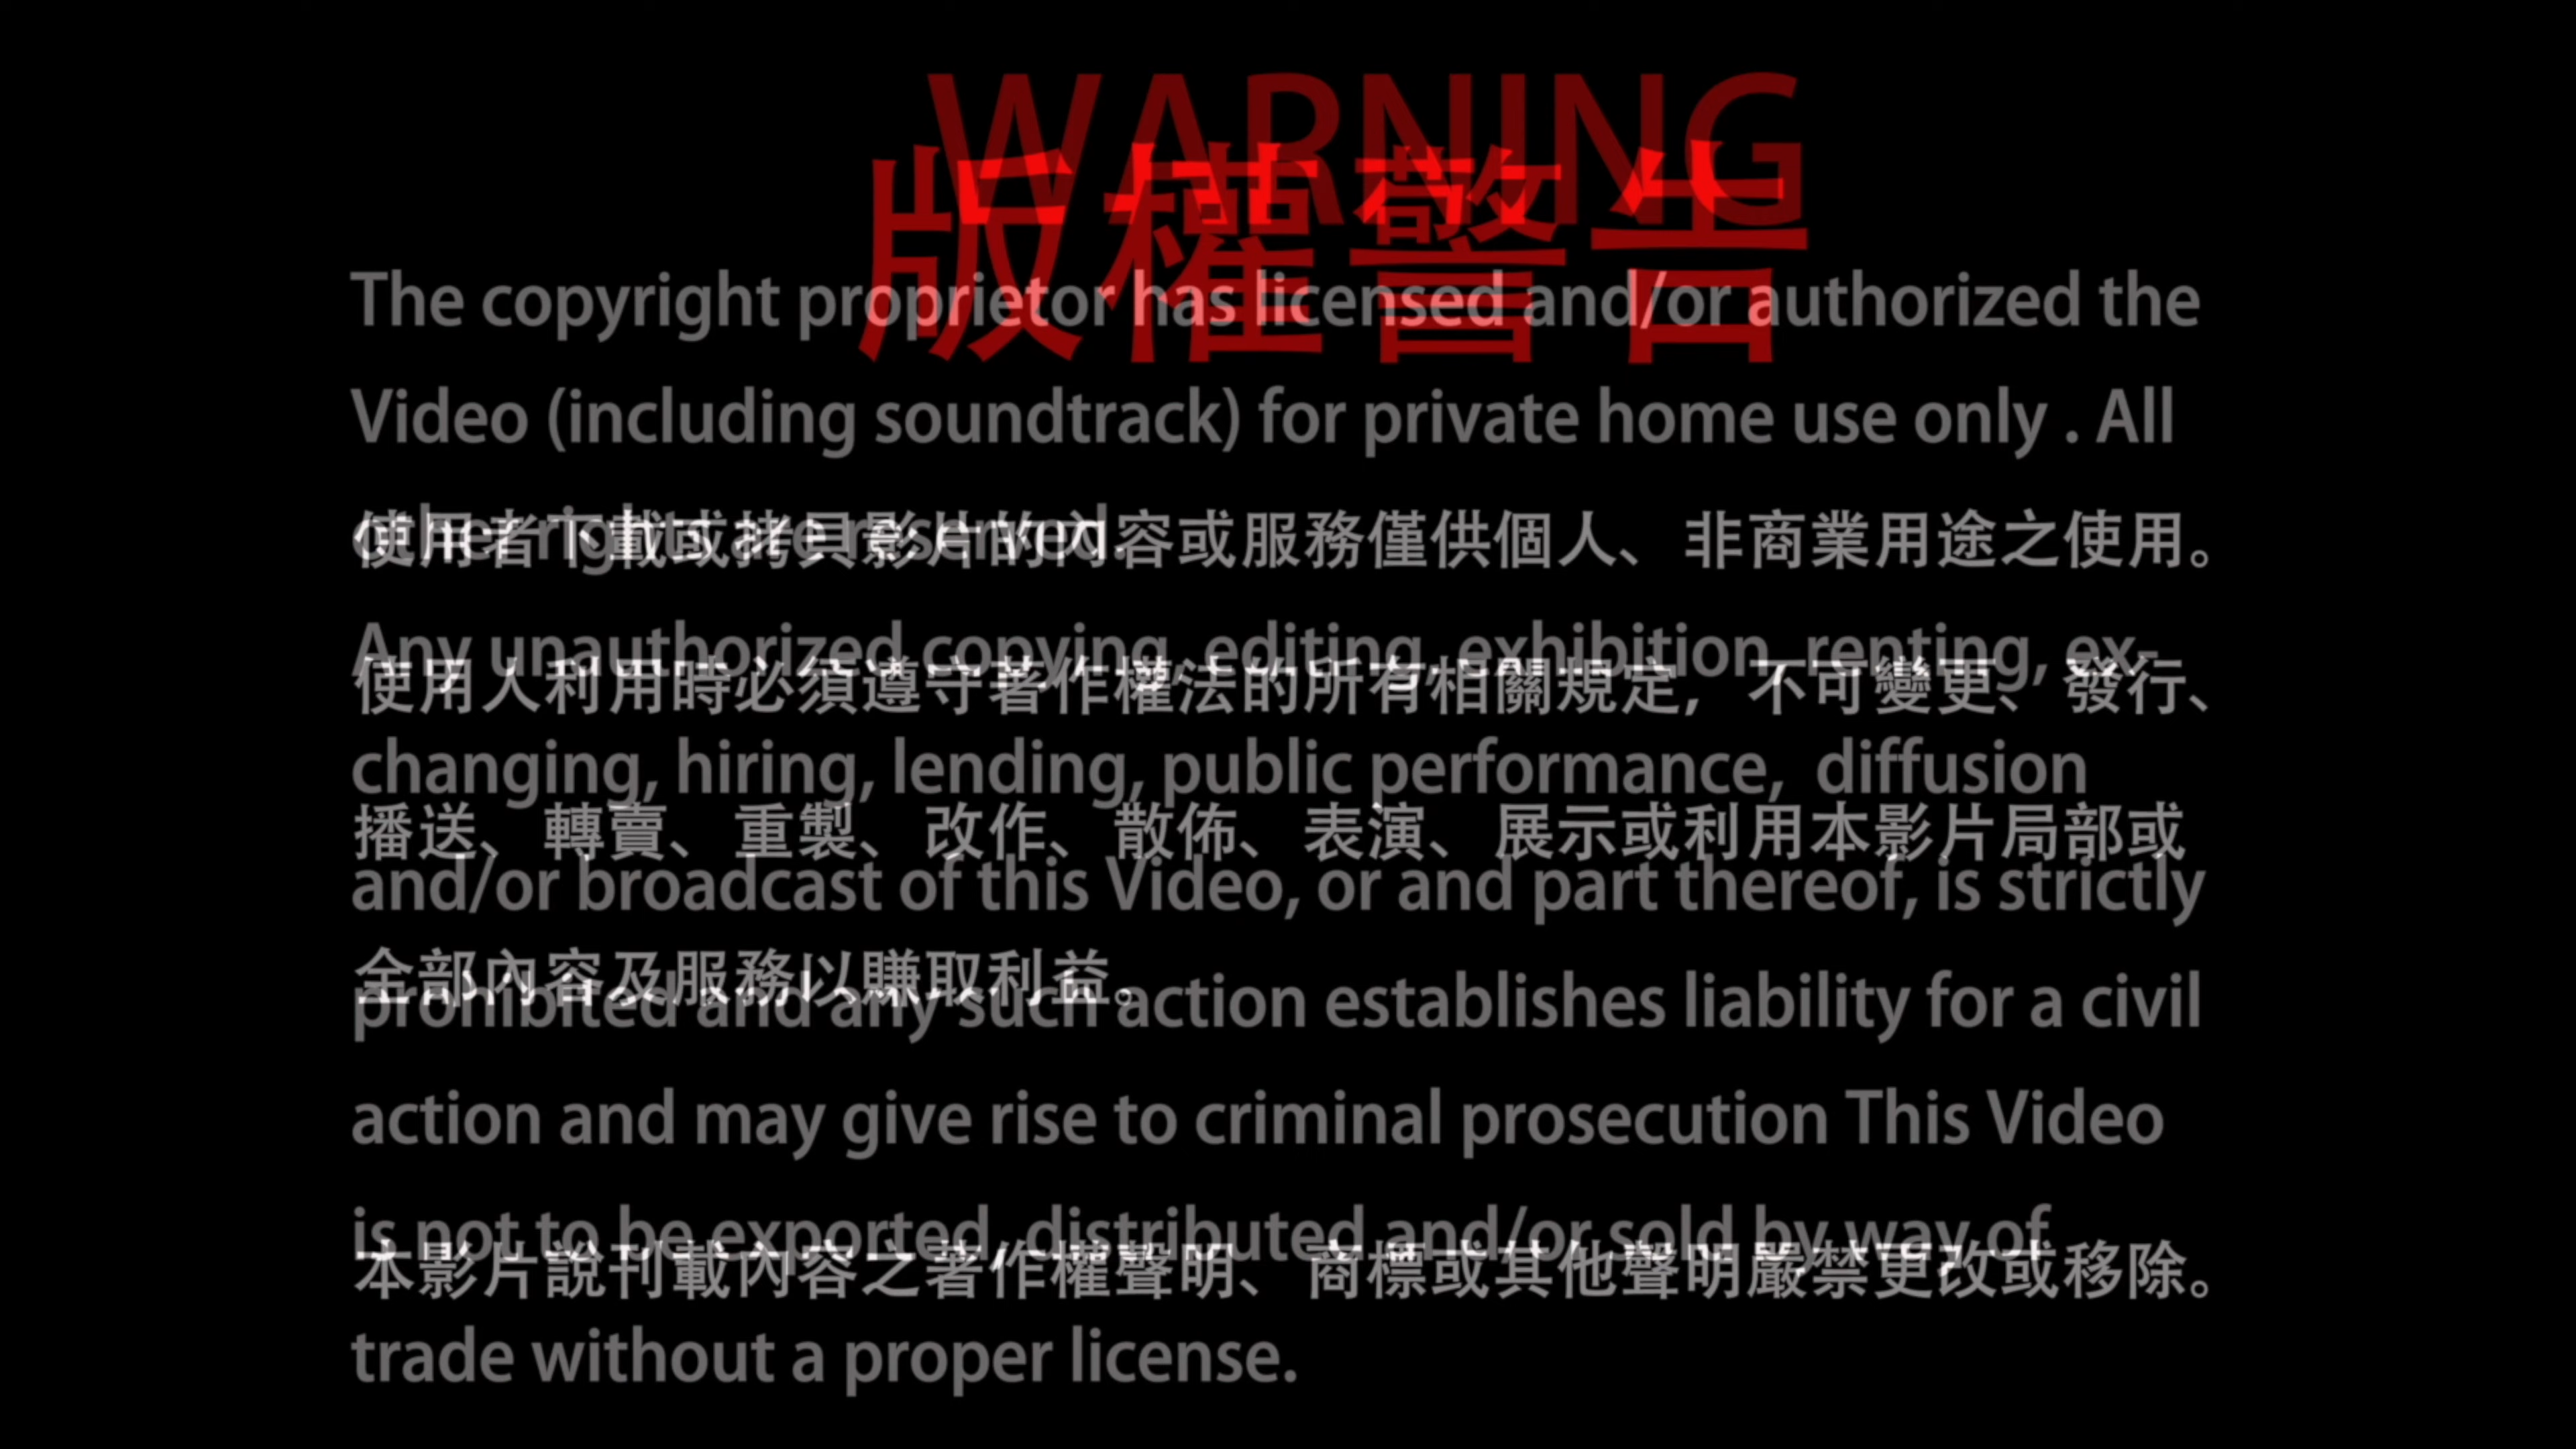 WARNING
版權警告
The copyright proprietor has licensed and/or authorized the
Video (including soundtrack) for private home use only . All
other rights are reserved.
使用者下載或拷貝影片的內容或服務僅供個人、非商業用途之使用。
Any unauthorized copying, editing, exhibition, renting, ex-
使用人利用時必須遵守著作權法的所有相關規定, 不可變更、發行、
changing, hiring, lending, public performance, diffusion
播送、轉賣、重製、改作、散佈、表演、展示或利用本影片局部或
and/or broadcast of this Video, or and part thereof, is strictly
全部內容及服務以賺取利益。
prohibited and any such action establishes liability for a civil
action and may give rise to criminal prosecution This Video
is not to be exported, distributed and/or sold by way of
本影片說刊載內容之著作權聲明、商標或其他聲明嚴禁更改或移除。
trade without a proper license.